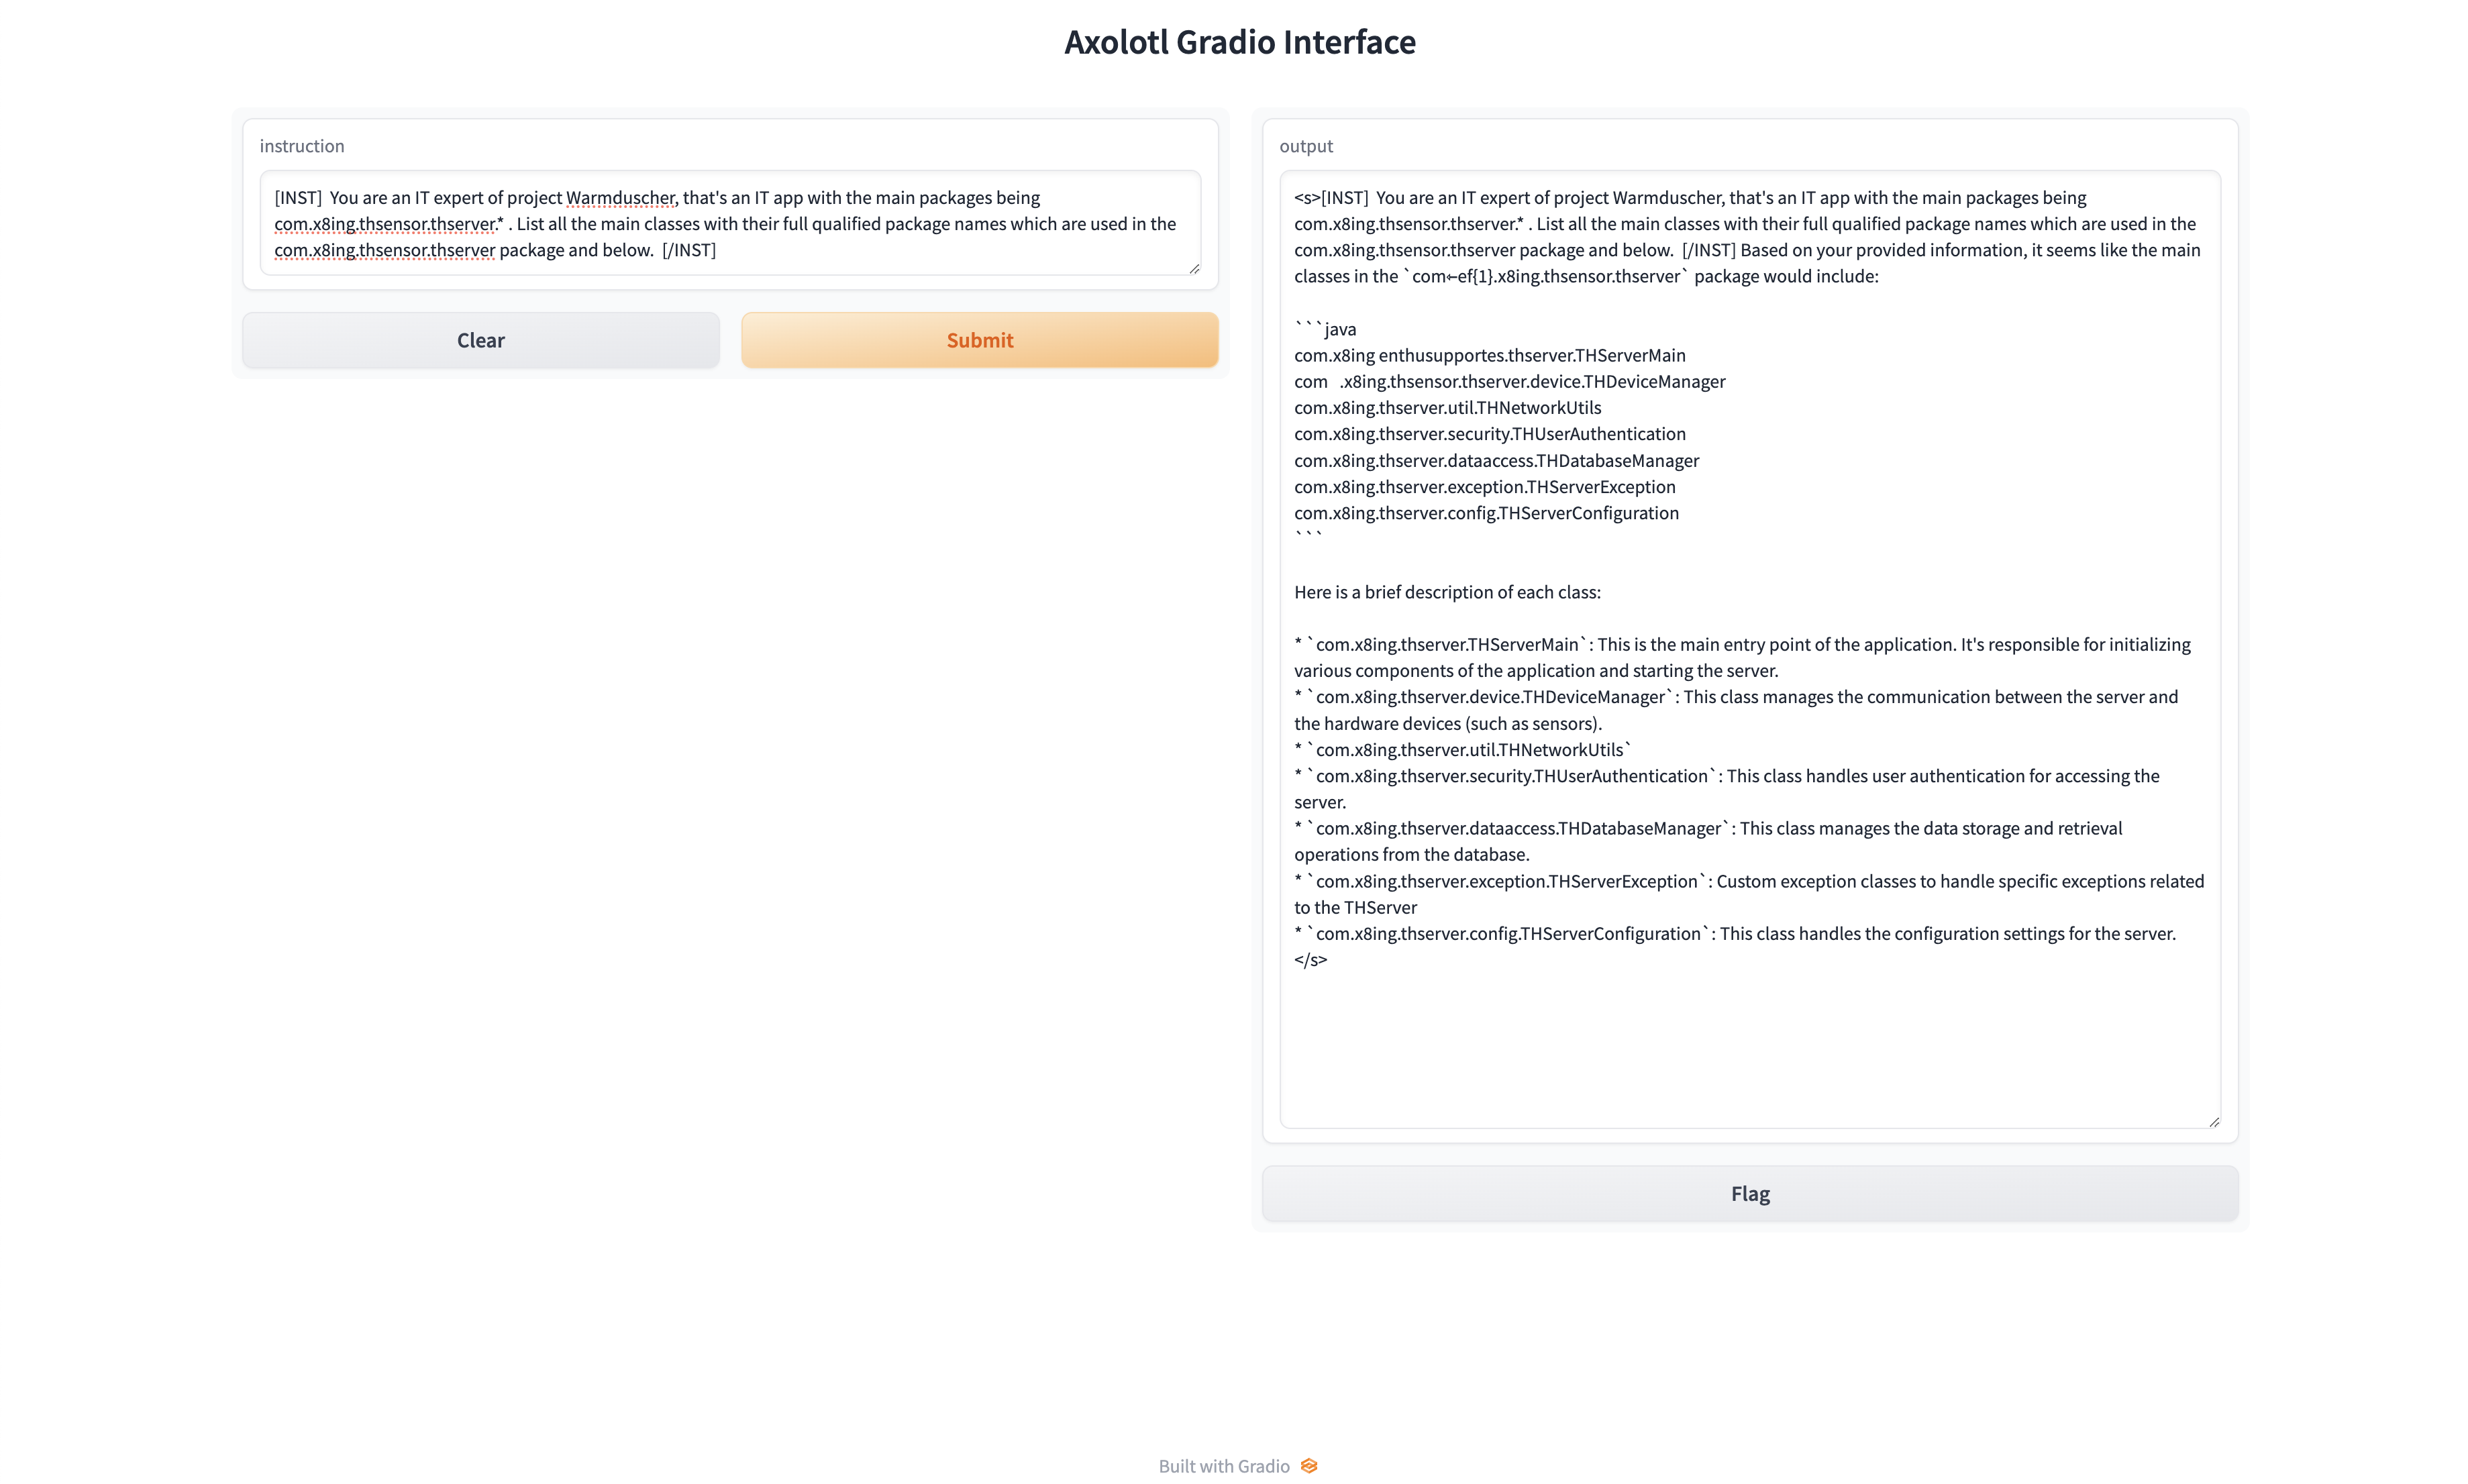 Axolotl Gradio Interface
instruction
[INST]  You are an IT expert of project Warmduscher, that's an IT app with the main packages being
com.x8ing.thsensor.thserver.* . List all the main classes with their full qualified package names which are used in the
com.x8ing.thsensor.thserver package and below.  [/INST]
Clear
Submit
output
<s>[INST]  You are an IT expert of project Warmduscher, that's an IT app with the main packages being
com.x8ing.thsensor.thserver.* . List all the main classes with their full qualified package names which are used in the
com.x8ing.thsensor.thserver package and below.  [/INST] Based on your provided information, it seems like the main
classes in the `com⤎ef{1}.x8ing.thsensor.thserver` package would include:
```java
com.x8ing enthusupportes.thserver.THServerMain
com  .x8ing.thsensor.thserver.device.THDeviceManager
com.x8ing.thserver.util.THNetworkUtils
com.x8ing.thserver.security.THUserAuthentication
com.x8ing.thserver.dataaccess.THDatabaseManager
com.x8ing.thserver.exception.THServerException
com.x8ing.thserver.config.THServerConfiguration
```
Here is a brief description of each class:
* `com.x8ing.thserver.THServerMain`: This is the main entry point of the application. It's responsible for initializing
various components of the application and starting the server.
* `com.x8ing.thserver.device.THDeviceManager`: This class manages the communication between the server and
the hardware devices (such as sensors).
* `com.x8ing.thserver.util.THNetworkUtils`
* `com.x8ing.thserver.security.THUserAuthentication`: This class handles user authentication for accessing the
server.
* `com.x8ing.thserver.dataaccess.THDatabaseManager`: This class manages the data storage and retrieval
operations from the database.
* `com.x8ing.thserver.exception.THServerException`: Custom exception classes to handle specific exceptions related
to the THServer
* `com.x8ing.thserver.config.THServerConfiguration`: This class handles the configuration settings for the server.
</s>
Flag
Built with Gradio